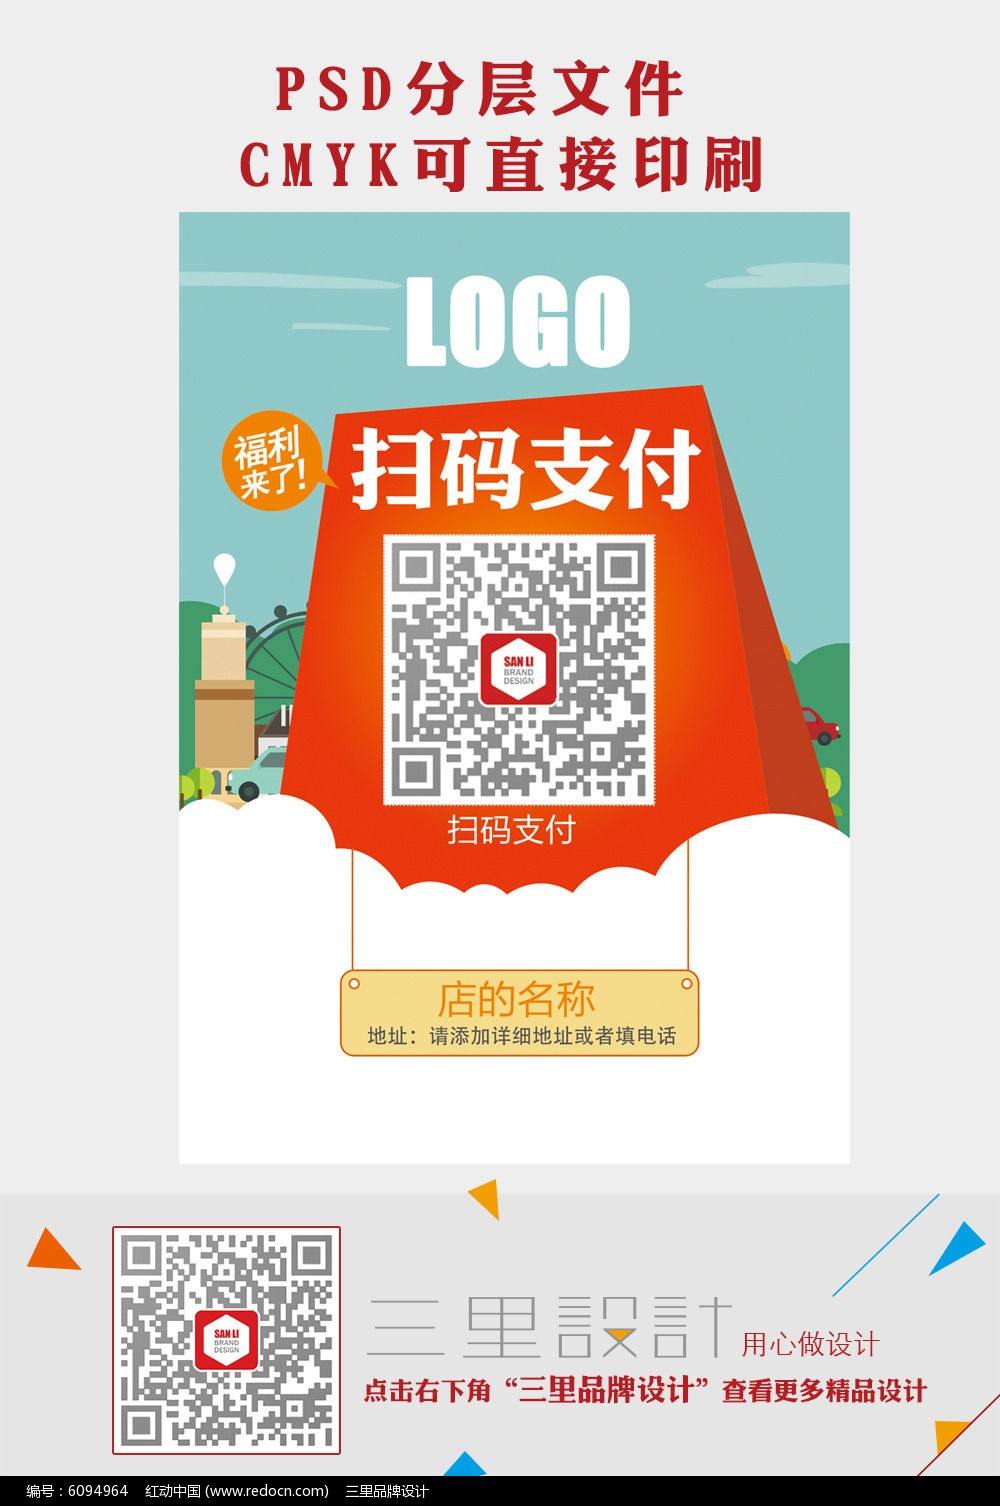 PSD分层文件
CMYK可直接印刷
LOGO
福利
来了!
扫码支付
SAN LI
BRAND
DESIGN
扫码支付
店的名称
地址：请添加详细地址或者填电话
SAN LI
BRAND
DESIGN
三里設計
用心做设计
点击右下角“三里品牌设计”查看更多精品设计
编号：6094964 红动中国 (www.redocn.com) 三里品牌设计